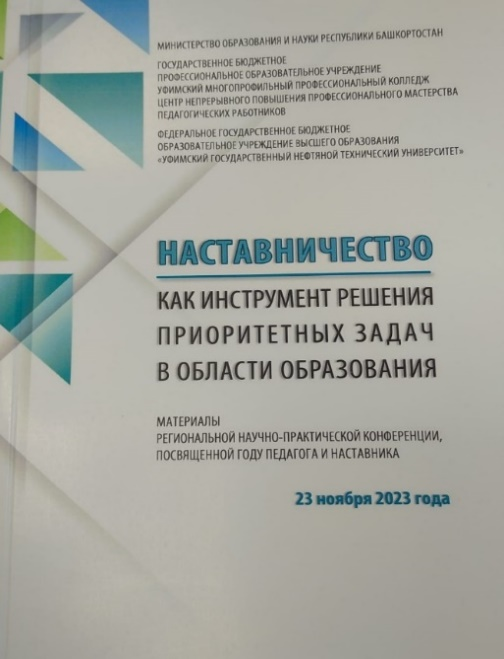 МИНИСТЕРСТВО ОБРАЗОВАНИЯ И НАУКИ РЕСПУБЛИКИ БАШКОРТОСТАН
ГОСУДАРСТВЕННОЕ БЮДЖЕТНОЕ
ПРОФЕССИОНАЛЬНОЕ ОБРАЗОВАТЕЛЬНОЕ УЧРЕЖДЕНИЕ
УФИМСКИЙ МНОГОПРОФИЛЬНЫЙ ПРОФЕССИОНАЛЬНЫЙ КОЛЛЕДЖ
ЦЕНТР НЕПРЕРЫВНОГО ПОВЫШЕНИЯ ПРОФЕССИОНАЛЬНОГО МАСТЕРСТВА
ПЕДАГОГИЧЕСКИХ РАБОТНИКОВ
ФЕДЕРАЛЬНОЕ ГОСУДАРСТВЕННОЕ БЮДЖЕТНОЕ
ОБРАЗОВАТЕЛЬНОЕ УЧРЕЖДЕНИЕ ВЫСШЕГО ОБРАЗОВАНИЯ
«УФИМСКИЙ ГОСУДАРСТВЕННЫЙ НЕФТЯНОЙ ТЕХНИЧЕСКИЙ УНИВЕРСИТЕТ»
НАСТАВНИЧЕСТВО
КАК ИНСТРУМЕНТ РЕШЕНИЯ
ПРИОРИТЕТНЫХ ЗАДАЧ
В ОБЛАСТИ ОБРАЗОВАНИЯ
МАТЕРИАЛЫ
РЕГИОНАЛЬНОЙ НАУЧНО-ПРАКТИЧЕСКОЙ КОНФЕРЕНЦИИ,
ПОСВЯЩЕННОЙ ГОДУ ПЕДАГОГА И НАСТАВНИКА
23 ноября 2023 года